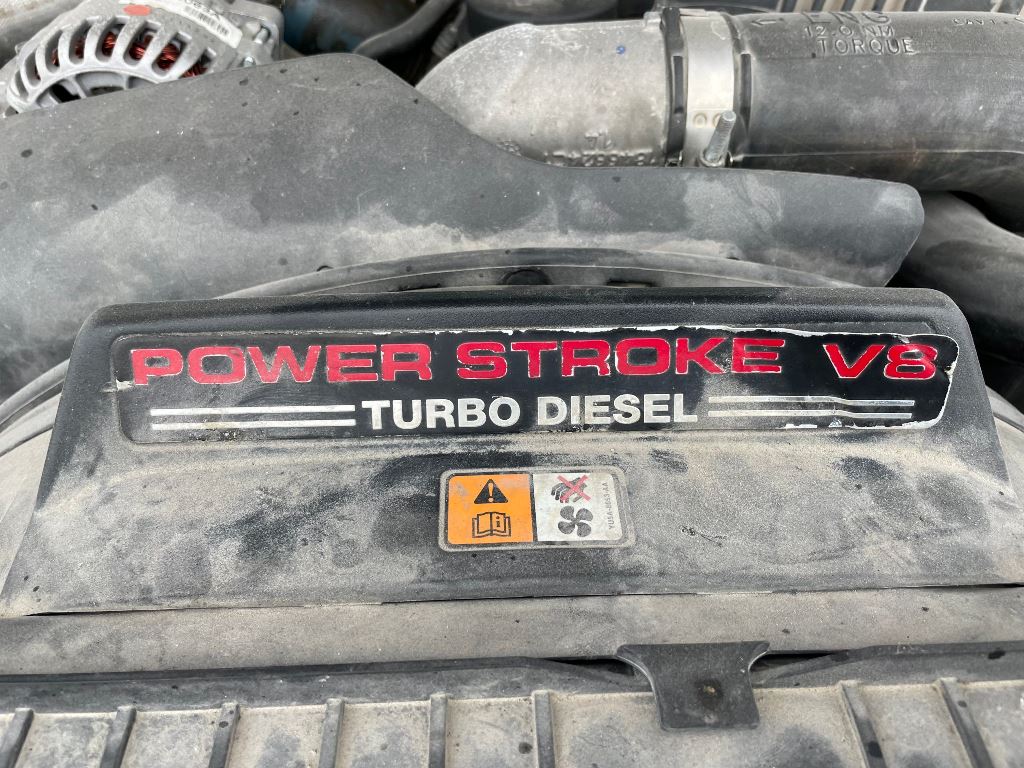 ENG
12.0 NM
TORQUE
POWER STROKE V8
TURBO DIESEL